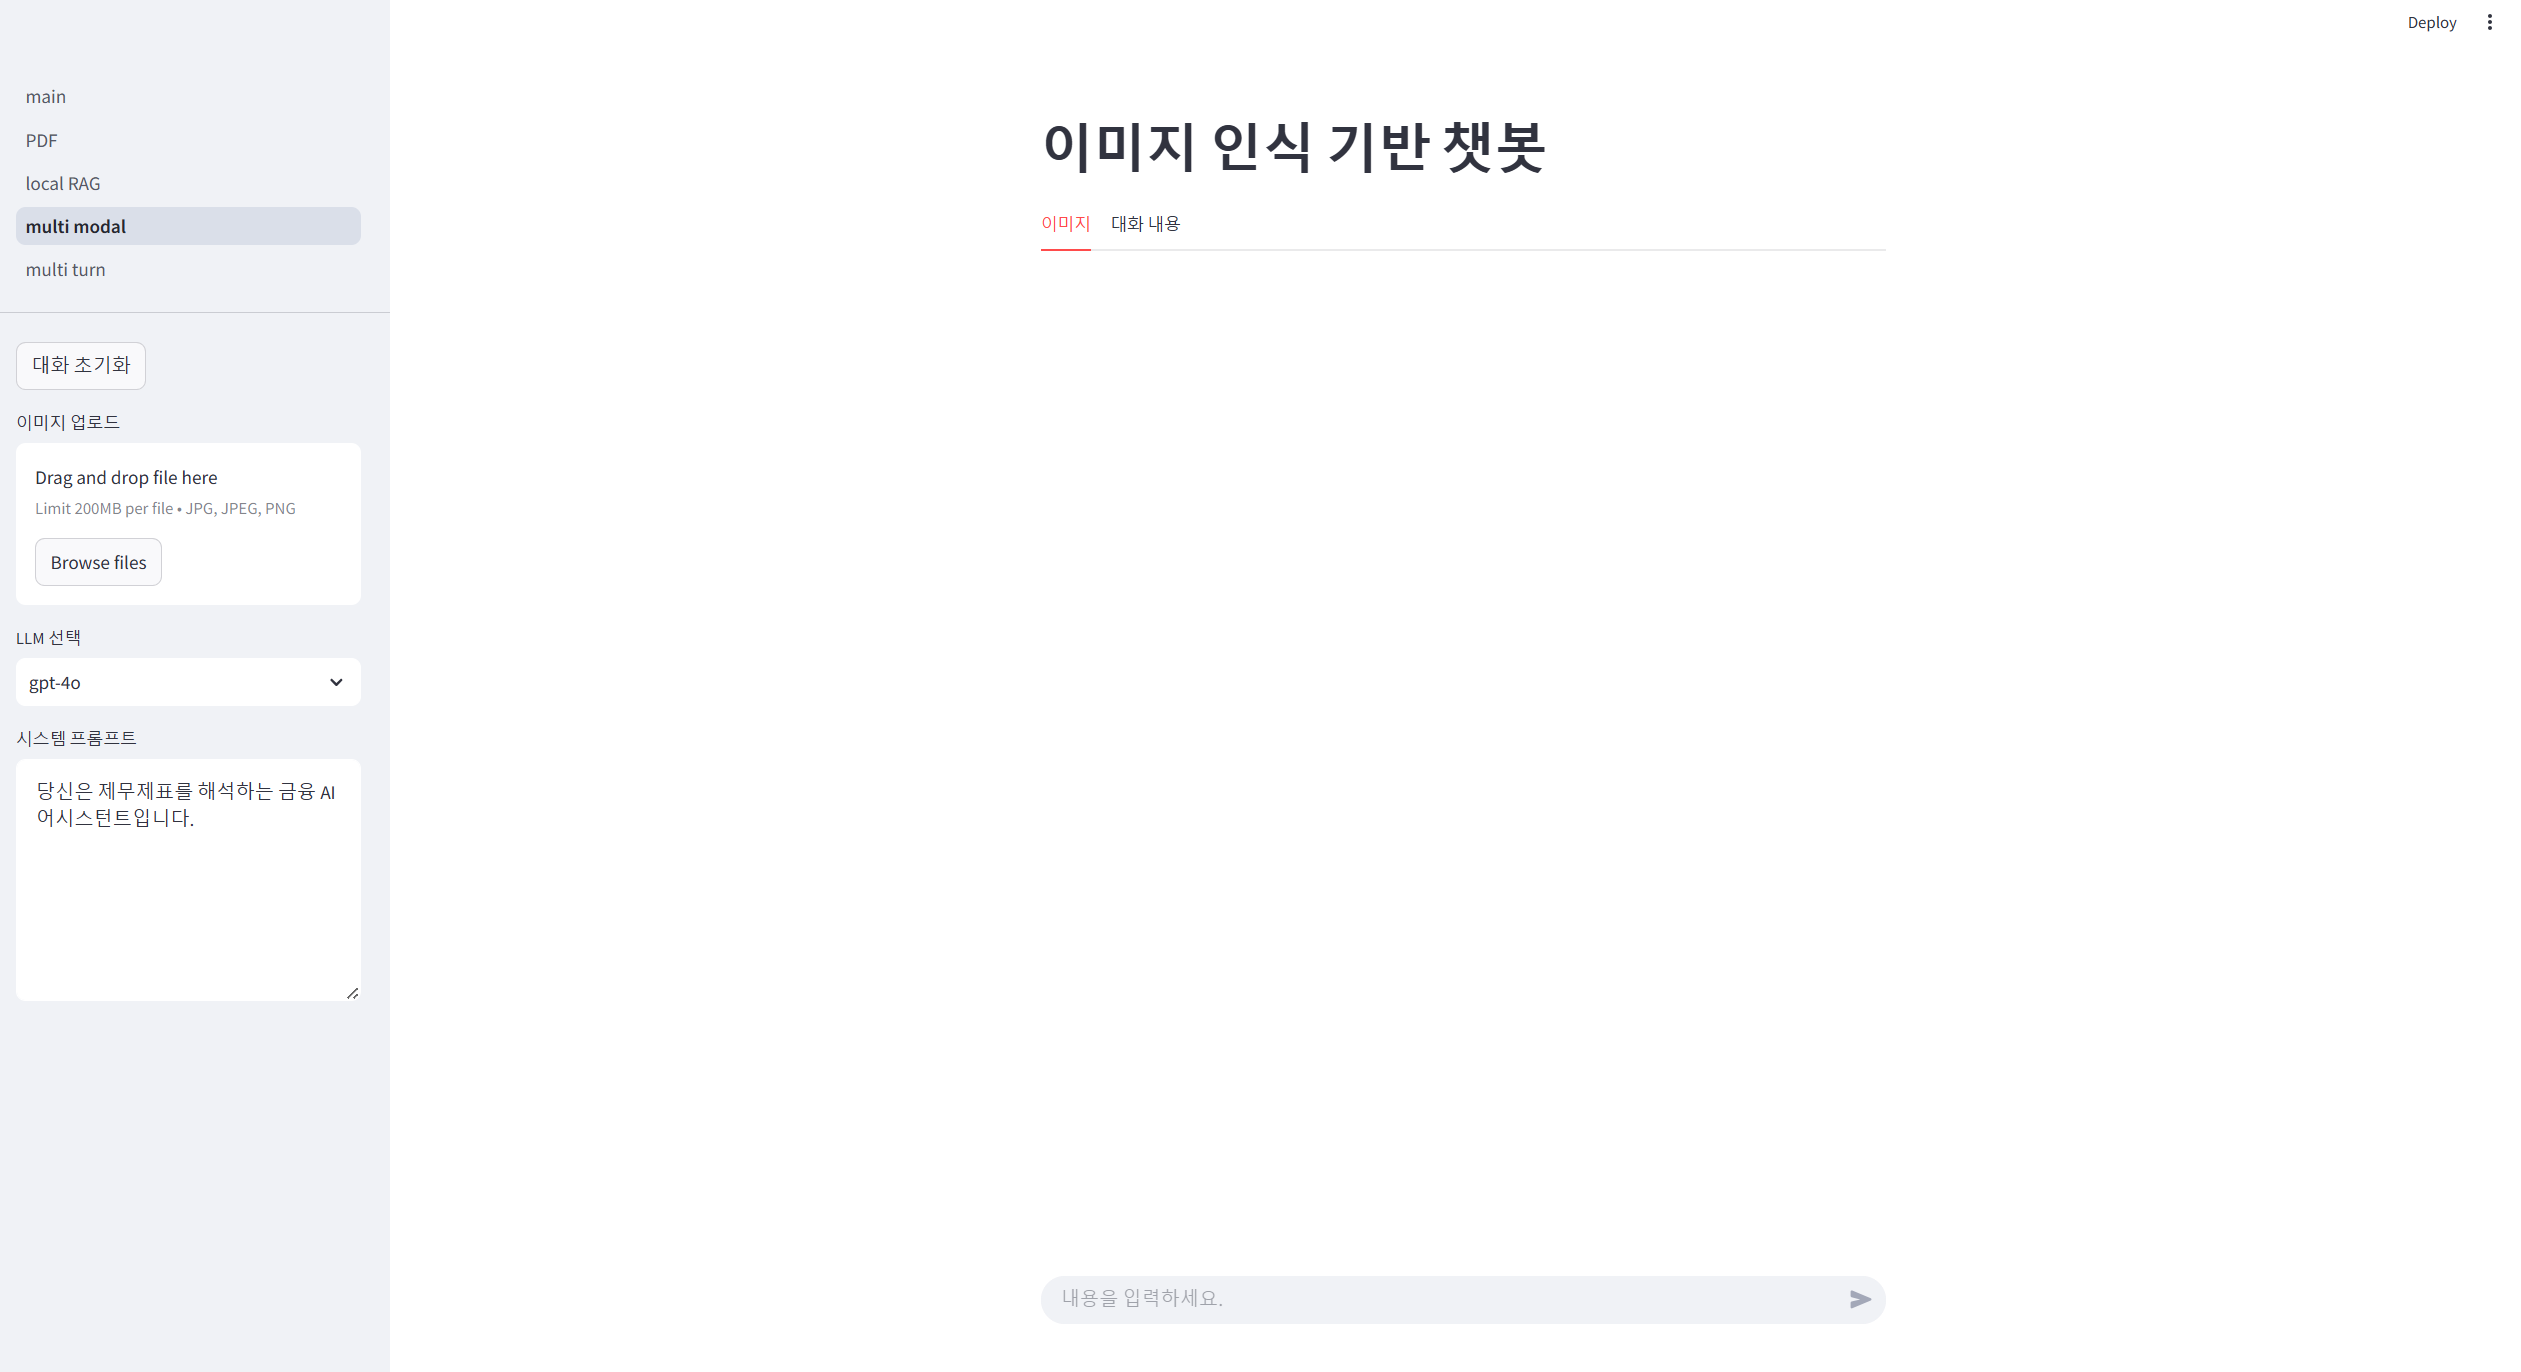 Deploy
main
PDF
local RAG
multi modal
multi turn
대화 초기화
이미지 업로드
Drag and drop file here
Limit 200MB per file • JPG, JPEG, PNG
Browse files
LLM 선택
gpt-4o
시스템 프롬프트
당신은 제무제표를 해석하는 금융 AI
어시스턴트입니다.
이미지 인식 기반 챗봇
이미지 대화 내용
내용을 입력하세요.